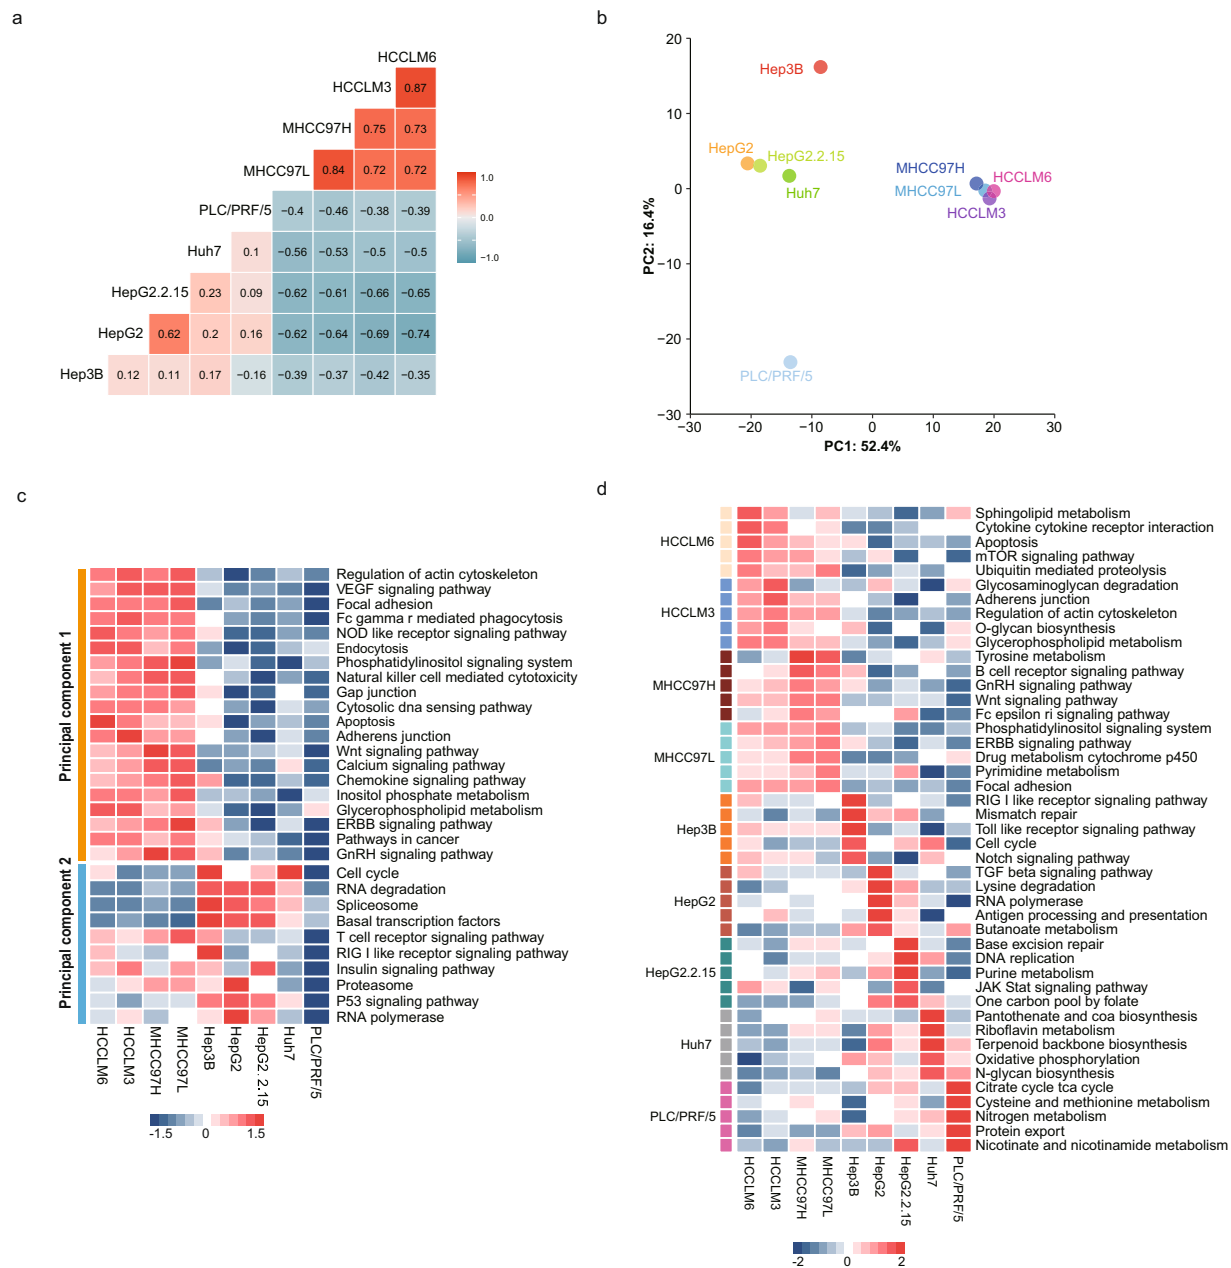 a
HCCLM6
HCCLM3 0.87
MHCC97H 0.75 0.73
MHCC97L 0.84 0.72 0.72
PLC/PRF/5 −0.4 −0.46 −0.38 −0.39
Huh7 0.1 −0.56 −0.53 −0.5 −0.5
HepG2.2.15 0.23 0.09 −0.62 −0.61 −0.66 −0.65
HepG2 0.62 0.2 0.16 −0.62 −0.64 −0.69 −0.74
Hep3B 0.12 0.11 0.17 −0.16 −0.39 −0.37 −0.42 −0.35
1.0
0.0
−1.0
b
20
10
0
−10
−20
−30
PC2: 16.4%
Hep3B
HepG2
HepG2.2.15
Huh7
MHCC97H
MHCC97L
HCCLM6
HCCLM3
PLC/PRF/5
−30 −20 −10 0 10 20 30
PC1: 52.4%
c
Principal component 1
Regulation of actin cytoskeleton
VEGF signaling pathway
Focal adhesion
Fc gamma r mediated phagocytosis
NOD like receptor signaling pathway
Endocytosis
Phosphatidylinositol signaling system
Natural killer cell mediated cytotoxicity
Gap junction
Cytosolic dna sensing pathway
Apoptosis
Adherens junction
Wnt signaling pathway
Calcium signaling pathway
Chemokine signaling pathway
Inositol phosphate metabolism
Glycerophospholipid metabolism
ERBB signaling pathway
Pathways in cancer
GnRH signaling pathway
Principal component 2
Cell cycle
RNA degradation
Spliceosome
Basal transcription factors
T cell receptor signaling pathway
RIG I like receptor signaling pathway
Insulin signaling pathway
Proteasome
P53 signaling pathway
RNA polymerase
HCCLM6
HCCLM3
MHCC97H
MHCC97L
Hep3B
HepG2
HepG2. 2.15
Huh7
PLC/PRF/5
-1.5 0 1.5
d
HCCLM6
Sphingolipid metabolism
Cytokine cytokine receptor interaction
Apoptosis
mTOR signaling pathway
Ubiquitin mediated proteolysis
HCCLM3
Glycosaminoglycan degradation
Adherens junction
Regulation of actin cytoskeleton
O-glycan biosynthesis
Glycerophospholipid metabolism
MHCC97H
Tyrosine metabolism
B cell receptor signaling pathway
GnRH signaling pathway
Wnt signaling pathway
Fc epsilon ri signaling pathway
MHCC97L
Phosphatidylinositol signaling system
ERBB signaling pathway
Drug metabolism cytochrome p450
Pyrimidine metabolism
Focal adhesion
Hep3B
RIG I like receptor signaling pathway
Mismatch repair
Toll like receptor signaling pathway
Cell cycle
Notch signaling pathway
HepG2
TGF beta signaling pathway
Lysine degradation
RNA polymerase
Antigen processing and presentation
Butanoate metabolism
HepG2.2.15
Base excision repair
DNA replication
Purine metabolism
JAK Stat signaling pathway
One carbon pool by folate
Huh7
Pantothenate and coa biosynthesis
Riboflavin metabolism
Terpenoid backbone biosynthesis
Oxidative phosphorylation
N-glycan biosynthesis
PLC/PRF/5
Citrate cycle tca cycle
Cysteine and methionine metabolism
Nitrogen metabolism
Protein export
Nicotinate and nicotinamide metabolism
HCCLM6
HCCLM3
MHCC97H
MHCC97L
Hep3B
HepG2
HepG2.2.15
Huh7
PLC/PRF/5
-2 0 2